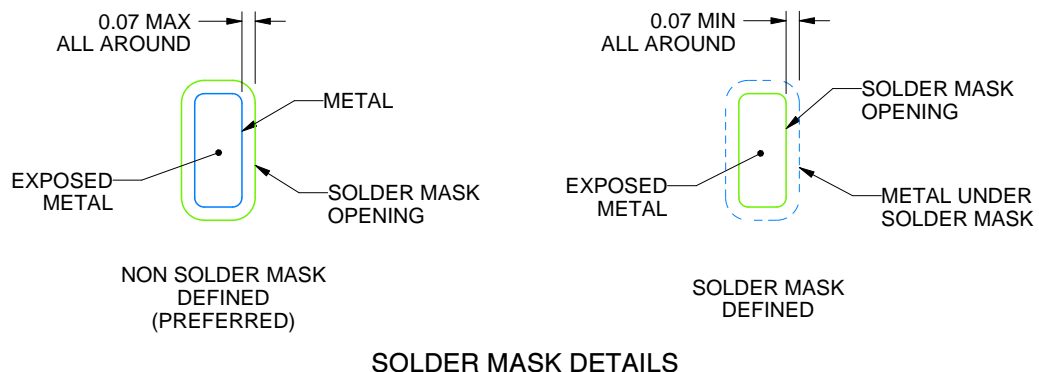 0.07 MAX
ALL AROUND
METAL
EXPOSED
METAL
SOLDER MASK
OPENING
NON SOLDER MASK
DEFINED
(PREFERRED)
0.07 MIN
ALL AROUND
SOLDER MASK
OPENING
EXPOSED
METAL
METAL UNDER
SOLDER MASK
SOLDER MASK
DEFINED
SOLDER MASK DETAILS